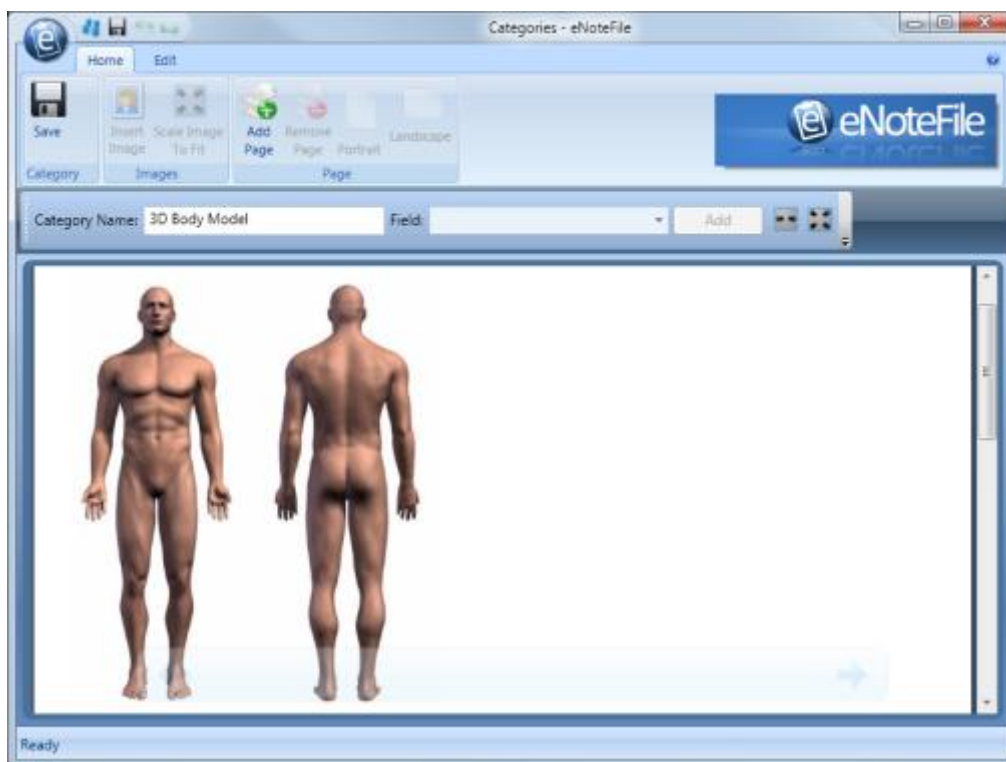 Categories - eNoteFile
Home Edit
Save
Insert Image
Scale Image To Fit
Add Page
Remove Page
Portrait
Landscape
Category
Images
Page
eNoteFile
Category Name: 3D Body Model Field: Add
Ready